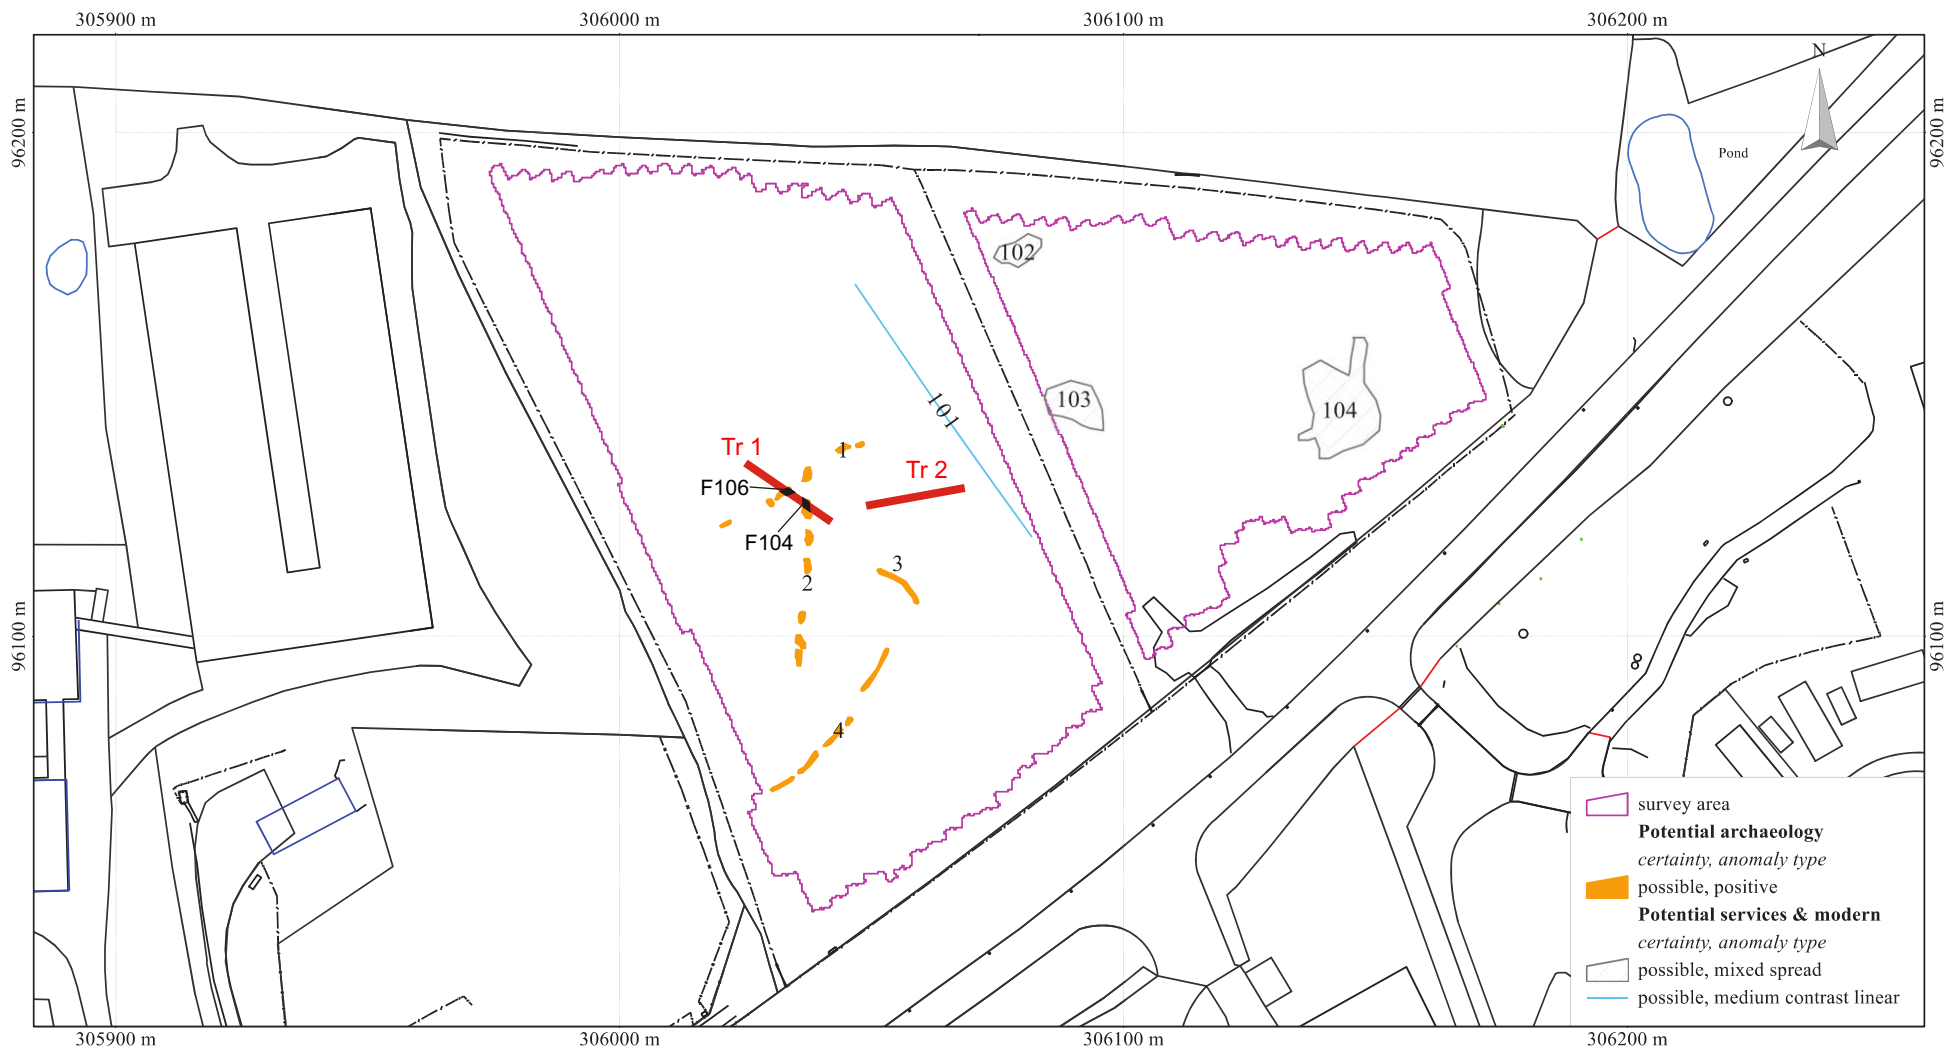 305900 m
306000 m
306100 m
306200 m
N
96200 m
96200 m
Pond
102
103
104
101
1
Tr 1
Tr 2
F106
F104
3
2
96100 m
96100 m
4
survey area
Potential archaeology
certainty, anomaly type
possible, positive
Potential services & modern
certainty, anomaly type
possible, mixed spread
possible, medium contrast linear
305900 m
306000 m
306100 m
306200 m